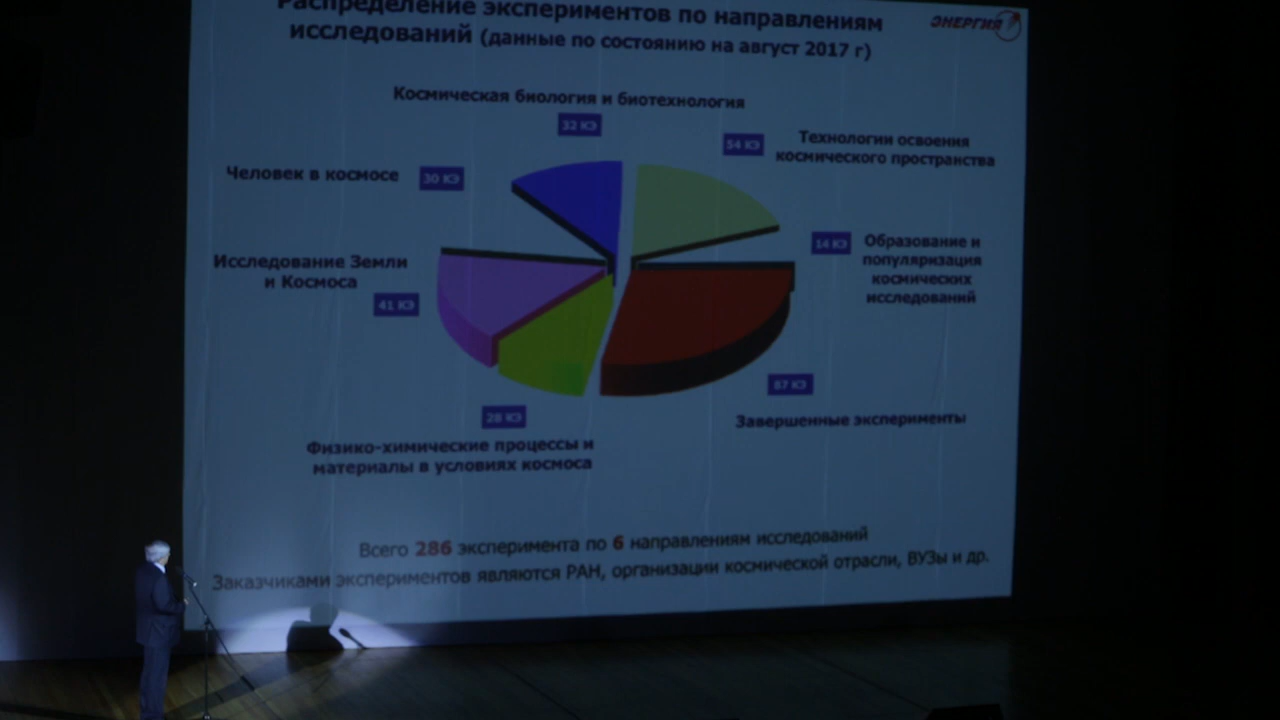 Распределение экспериментов по направлениям
исследований (данные по состоянию на август 2017 г)
ЭНЕРГИЯ
Космическая биология и биотехнология
32 КЭ
54 КЭ
Технологии освоения
космического пространства
Человек в космосе
30 КЭ
14 КЭ
Образование и
популяризация
космических
исследований
Исследование Земли
и Космоса
41 КЭ
87 КЭ
Завершенные эксперименты
28 КЭ
Физико-химические процессы и
материалы в условиях космоса
Всего 286 эксперимента по 6 направлениям исследований
Заказчиками экспериментов являются РАН, организации космической отрасли, ВУЗы и др.